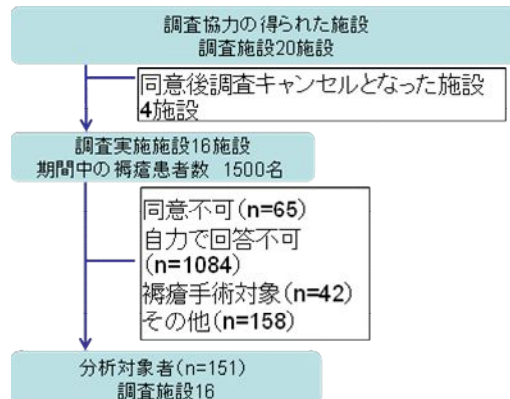 調査協力の得られた施設
調査施設20施設
同意後調査キャンセルとなった施設
4施設
調査実施施設16施設
期間中の褥瘡患者数 1500名
同意不可(n=65)
自力で回答不可
(n=1084)
褥瘡手術対象(n=42)
その他(n=158)
分析対象者(n=151)
調査施設16